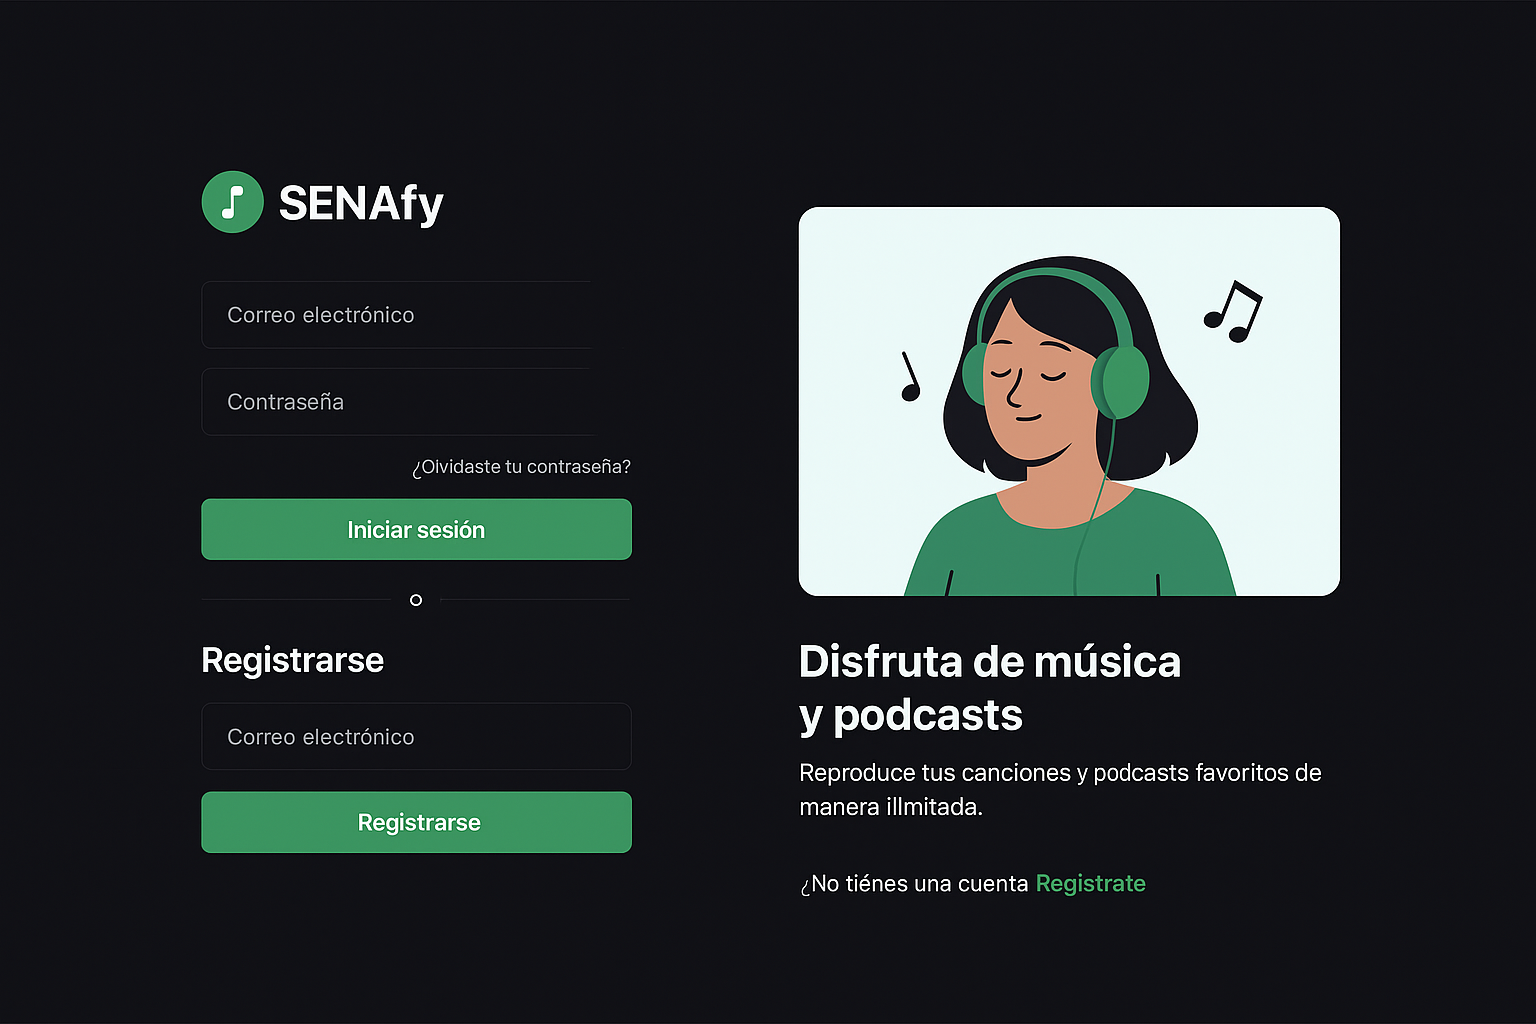 SENAfy
Correo electrónico
Contraseña
¿Olvidaste tu contraseña?
Iniciar sesión
o
Registrarse
Correo electrónico
Registrarse
Disfruta de música
y podcasts
Reproduce tus canciones y podcasts favoritos de
manera illmitada.
¿No tiénes una cuenta Registrate